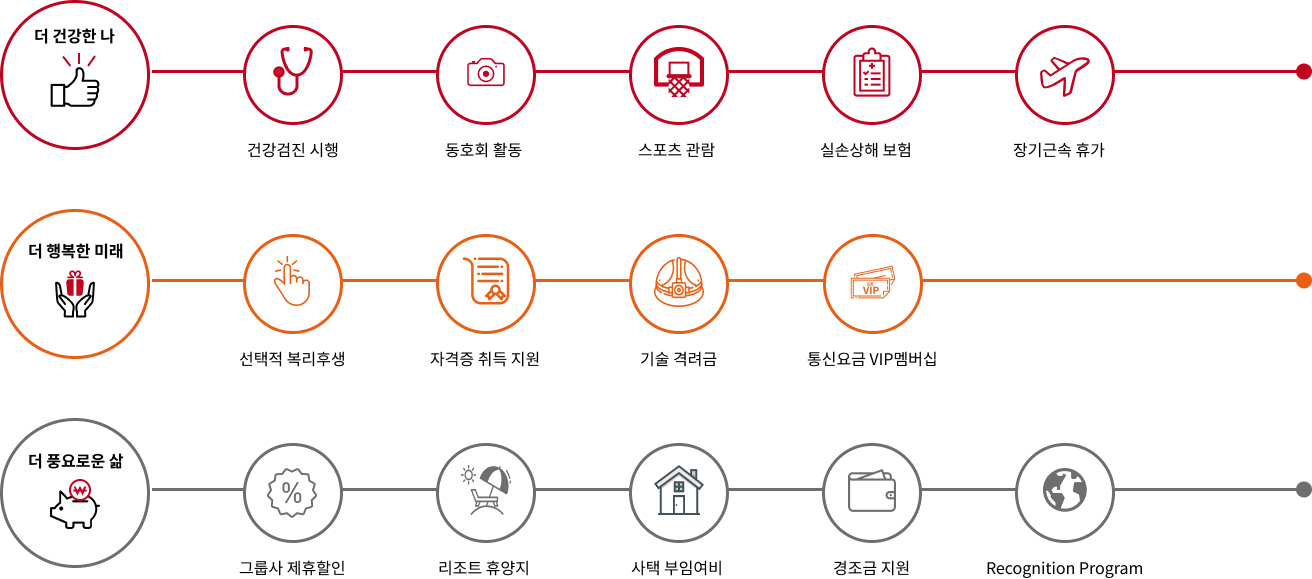 더 건강한 나
건강검진 시행
동호회 활동
스포츠 관람
실손상해 보험
장기근속 휴가
더 행복한 미래
선택적 복리후생
자격증 취득 지원
기술 격려금
VIP
통신요금 VIP멤버십
더 풍요로운 삶
₩
%
그룹사 제휴할인
리조트 휴양지
사택 부임여비
경조금 지원
Recognition Program